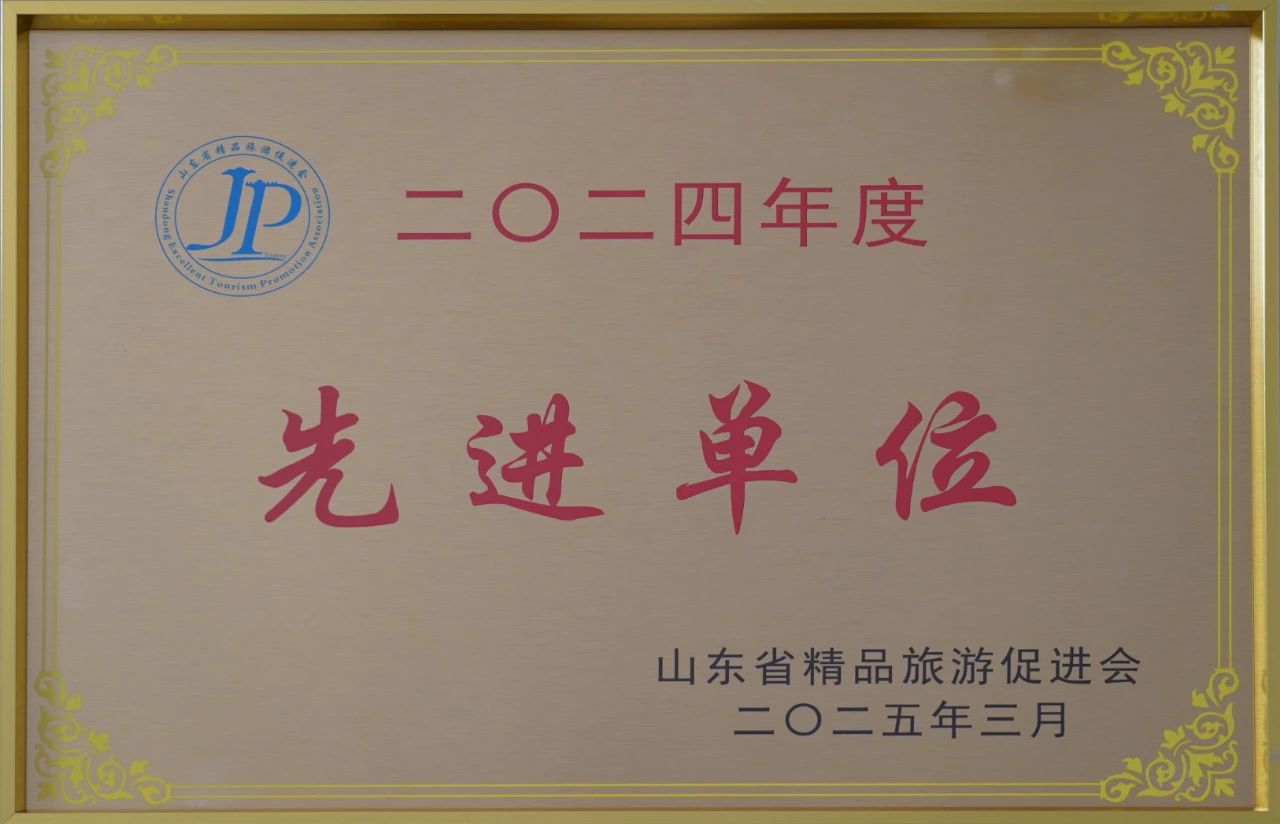 山东省精品旅游促进会
JP
Shandong Excellent Tourism Promotion Association
二〇二四年度
先进单位
山东省精品旅游促进会
二〇二五年三月